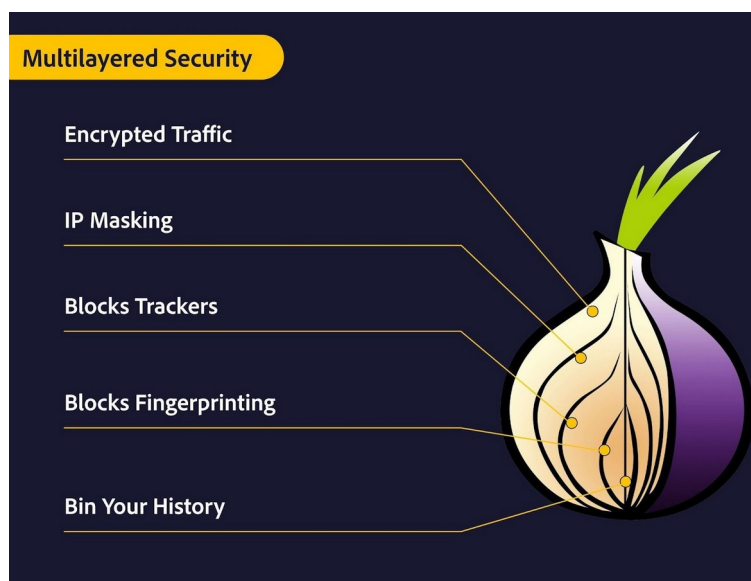 Multilayered Security
Encrypted Traffic
IP Masking
Blocks Trackers
Blocks Fingerprinting
Bin Your History